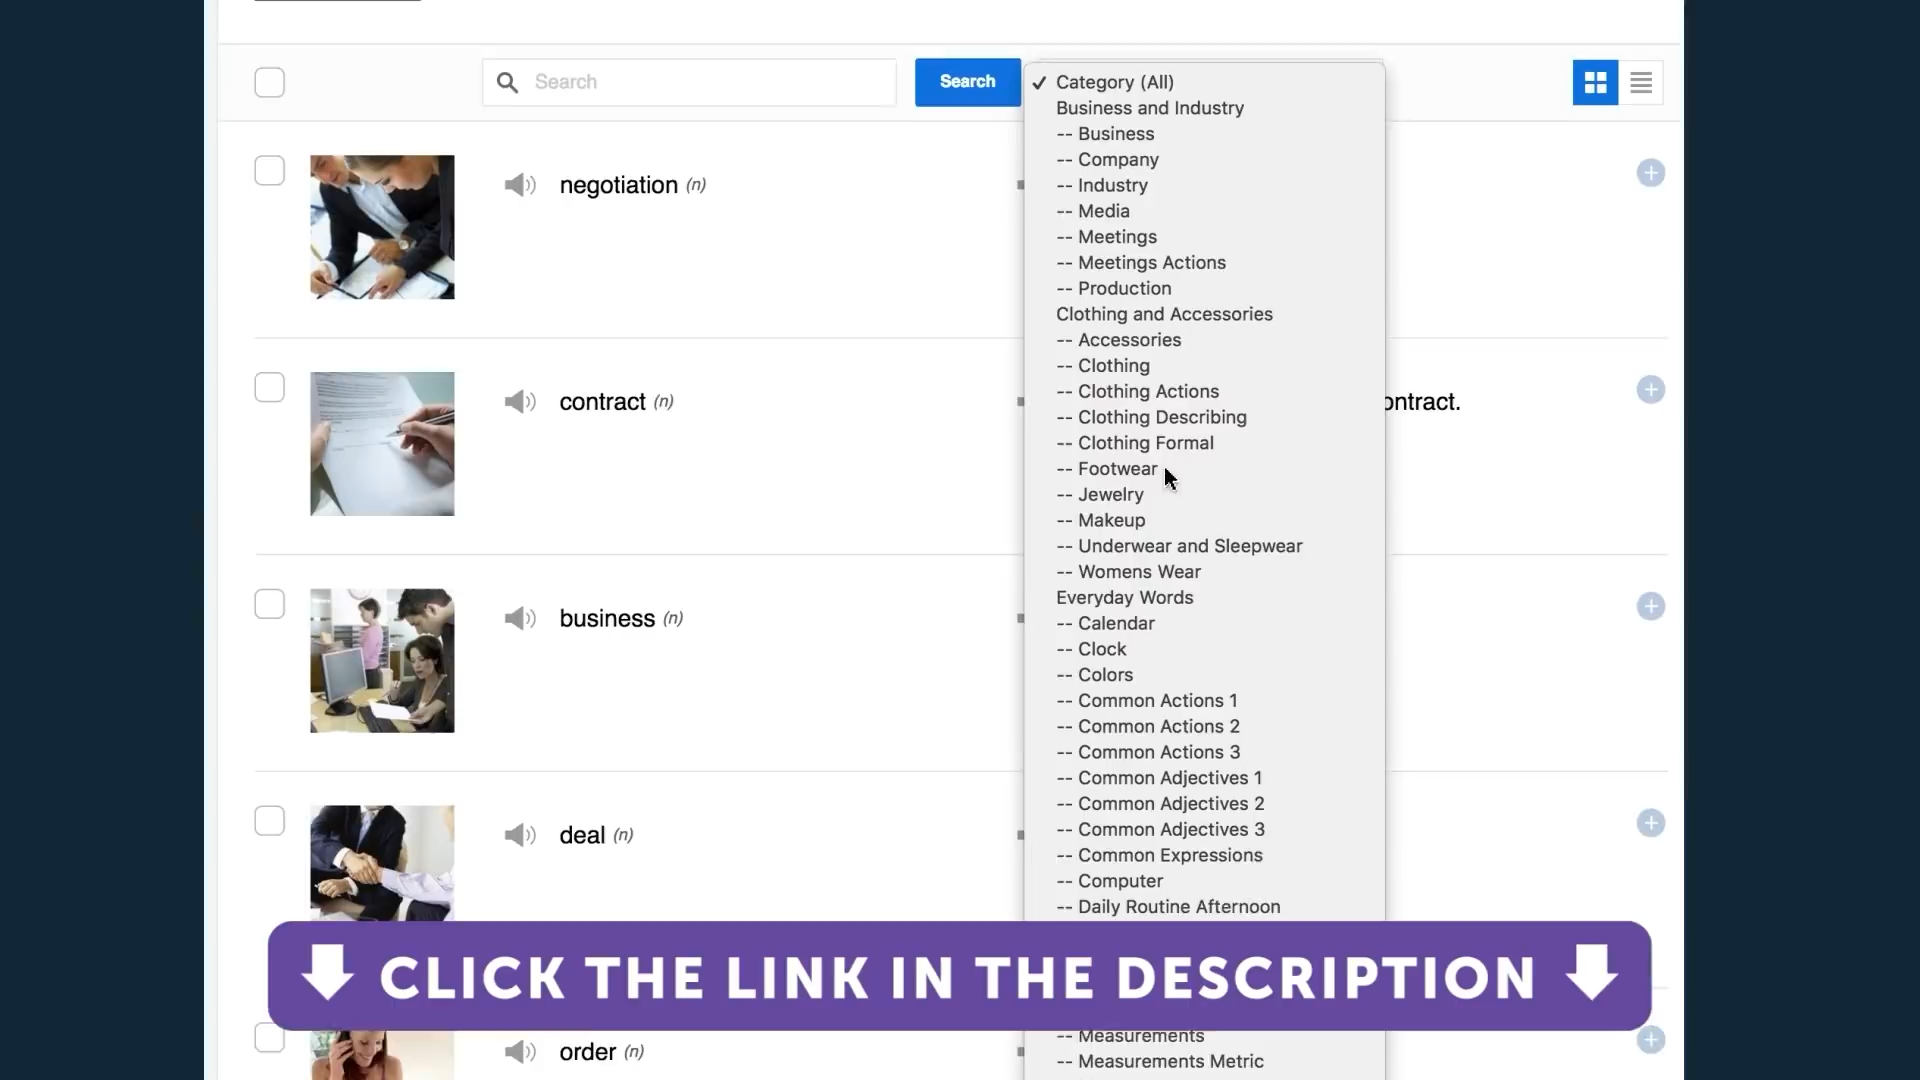 Search
Search
✓ Category (All)
Business and Industry
-- Business
-- Company
-- Industry
-- Media
-- Meetings
-- Meetings Actions
-- Production
Clothing and Accessories
-- Accessories
-- Clothing
-- Clothing Actions
-- Clothing Describing
-- Clothing Formal
-- Footwear
-- Jewelry
-- Makeup
-- Underwear and Sleepwear
-- Womens Wear
Everyday Words
-- Calendar
-- Clock
-- Colors
-- Common Actions 1
-- Common Actions 2
-- Common Actions 3
-- Common Adjectives 1
-- Common Adjectives 2
-- Common Adjectives 3
-- Common Expressions
-- Computer
-- Daily Routine Afternoon
-- Measurements
-- Measurements Metric
negotiation (n)
contract (n)
ontract.
business (n)
deal (n)
order (n)
CLICK THE LINK IN THE DESCRIPTION